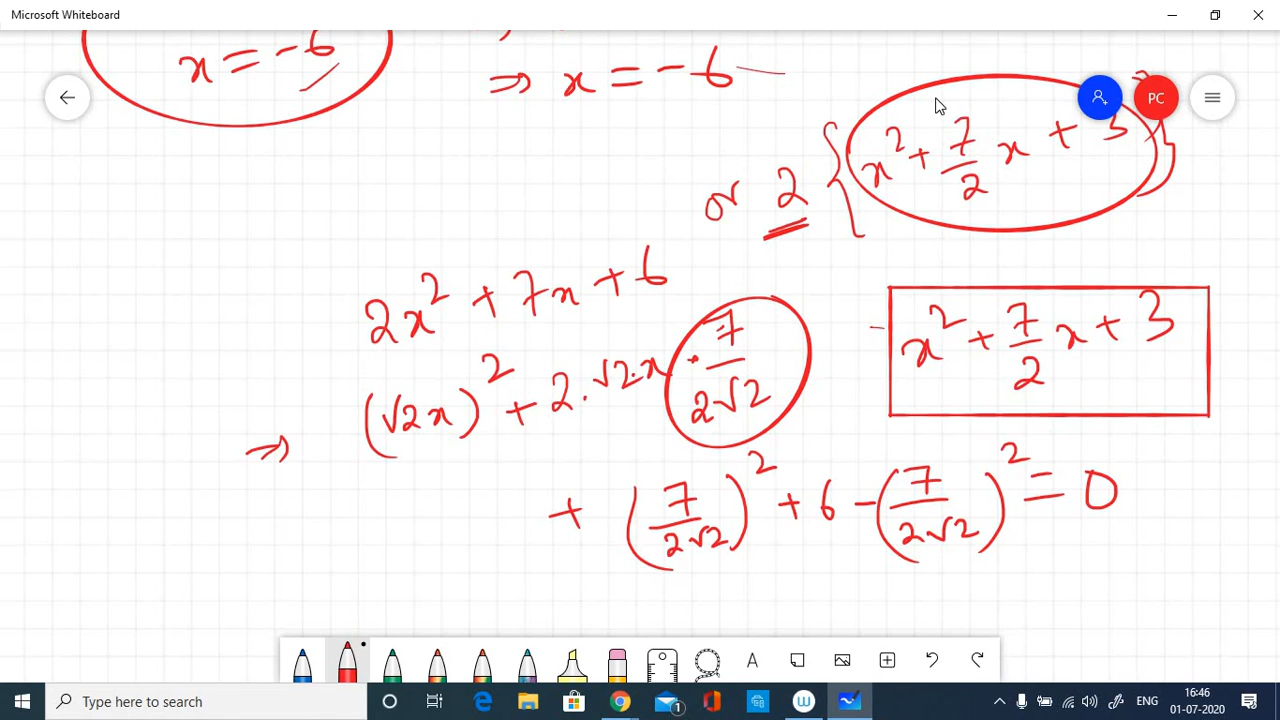 Microsoft Whiteboard
x = -6
⇒ x = -6
PC
or 2 { x² + 7/2 x + 3 }
2x² + 7x + 6
x² + 7/2 x + 3
⇒ (√2x)² + 2.√2.x . 7/2√2
+ (7/2√2)² + 6 - (7/2√2)² = 0
A
Type here to search
1
W
ENG
16:46
01-07-2020
1